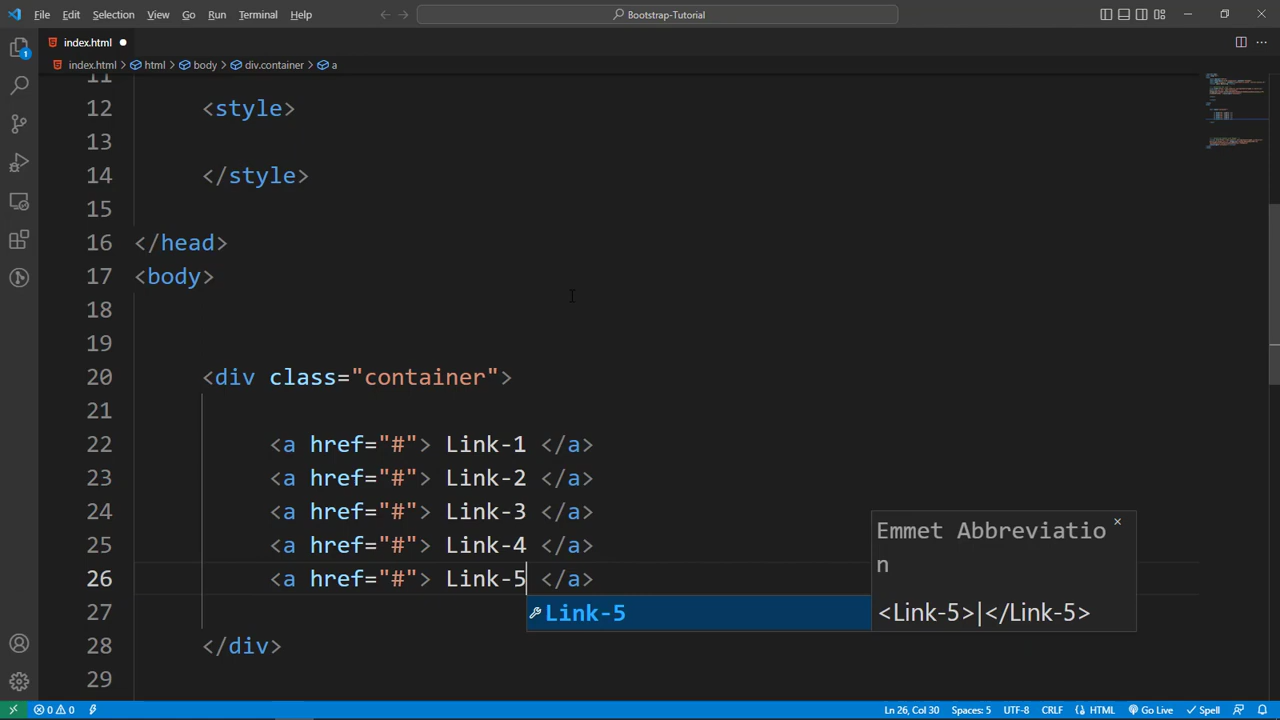 File Edit Selection View Go Run Terminal Help
Bootstrap-Tutorial
index.html
index.html > html > body > div.container > a
1
11
12 <style>
13
14 </style>
15
16 </head>
17 <body>
18
19
20 <div class="container">
21
22 <a href="#"> Link-1 </a>
23 <a href="#"> Link-2 </a>
24 <a href="#"> Link-3 </a>
25 <a href="#"> Link-4 </a>
26 <a href="#"> Link-5 </a>
27
28 </div>
29
Link-5
Emmet Abbreviatio
n
<Link-5>|</Link-5>
0 0 Ln 26, Col 30 Spaces: 5 UTF-8 CRLF HTML Go Live Spell